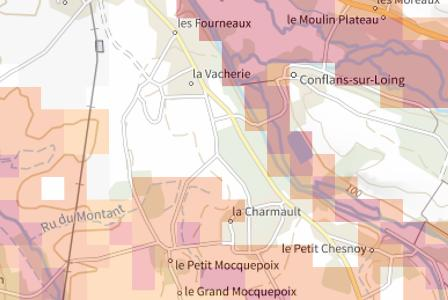 les Moreaux
les Fourneaux
le Moulin Plateau
la Vacherie
Conflans-sur-Loing
100
Ru du Montant
la Charmault
le Petit Chesnoy
le Petit Mocquepoix
le Grand Mocquepoix